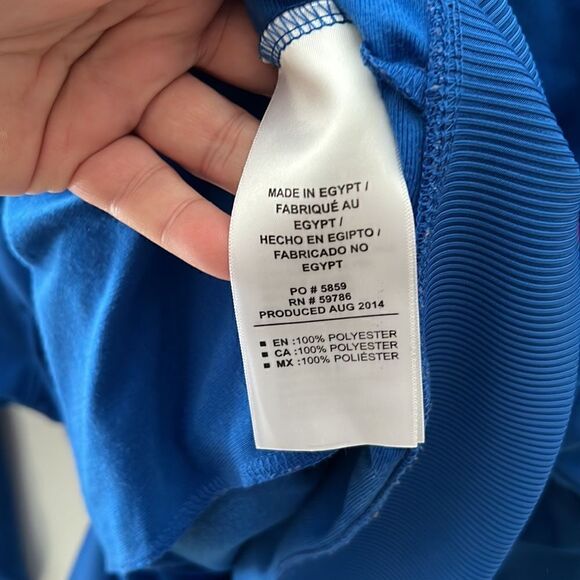 MADE IN EGYPT /
FABRIQUÉ AU
EGYPT /
HECHO EN EGIPTO /
FABRICADO NO
EGYPT
PO # 5859
RN # 59786
PRODUCED AUG 2014
EN :100% POLYESTER
CA :100% POLYESTER
MX :100% POLIÉSTER